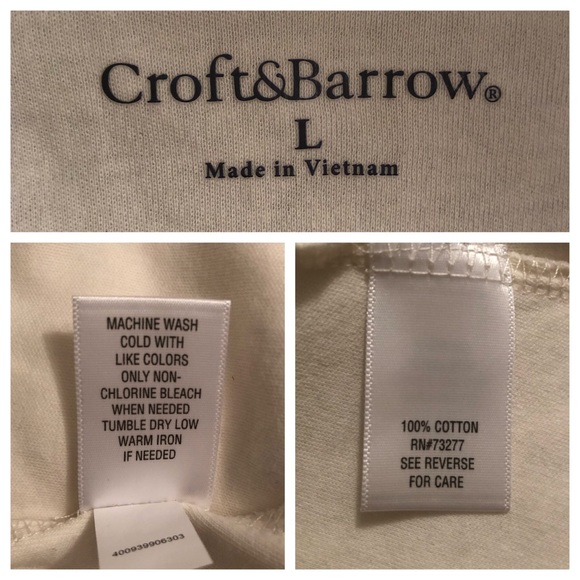 Croft&Barrow®
L
Made in Vietnam
MACHINE WASH
COLD WITH
LIKE COLORS
ONLY NON-
CHLORINE BLEACH
WHEN NEEDED
TUMBLE DRY LOW
WARM IRON
IF NEEDED
400939906303
100% COTTON
RN#73277
SEE REVERSE
FOR CARE